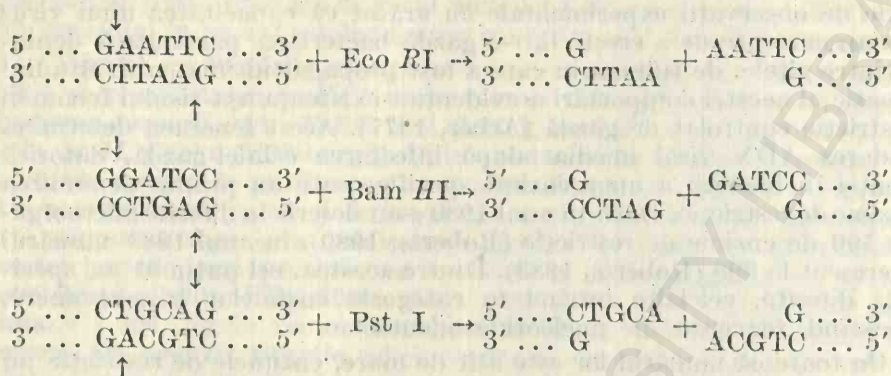 ↓
5′ ... GAATTC ... 3′ + Eco RI → 5′ ... G + AATTC ... 3′
3′ ... CTTAAG ... 5′ 3′ ... CTTAA G ... 5′
↑
↓
5′ ... GGATCC ... 3′ + Bam HI → 5′ ... G + GATCC ... 3′
3′ ... CCTGAG ... 5′ 3′ ... CCTAG G ... 5′
↑
↓
5′ ... CTGCAG ... 3′ + Pst I → 5′ ... CTGCA + G ... 3′
3 ... GACGTC ... 5′ 3′ ... G ACGTC ... 5′
↑